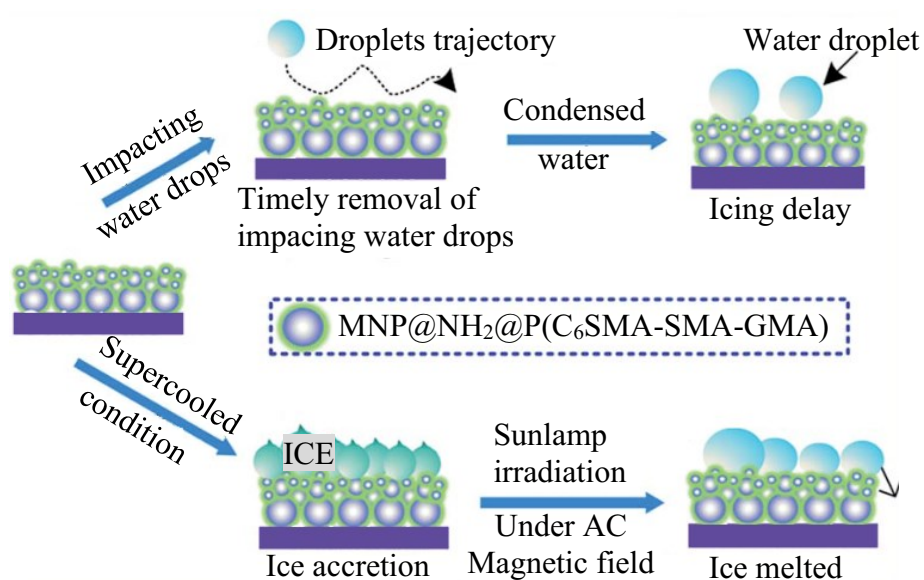 Droplets trajectory
Water droplet
Impacting
water drops
Condensed
water
Timely removal of
impacing water drops
Icing delay
MNP@NH₂@P(C₆SMA-SMA-GMA)
Supercooled
condition
ICE
Sunlamp
irradiation
Under AC
Magnetic field
Ice accretion
Ice melted